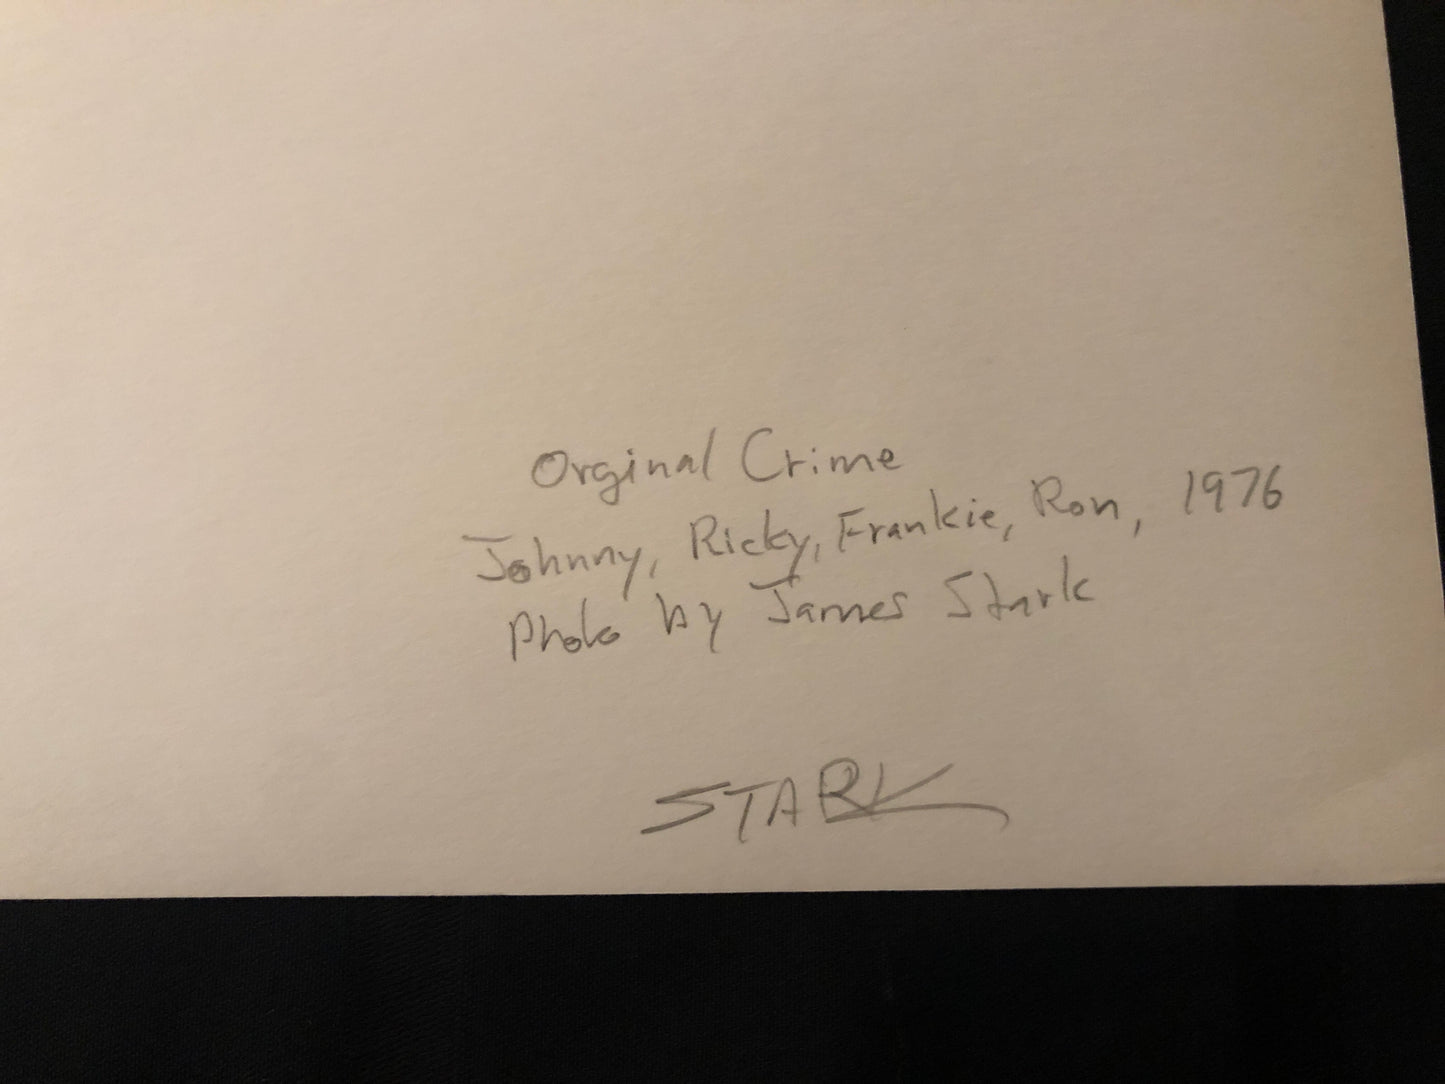 Orginal Crime
Johnny, Ricky, Frankie, Ron, 1976
Photo by James Stark
STARK